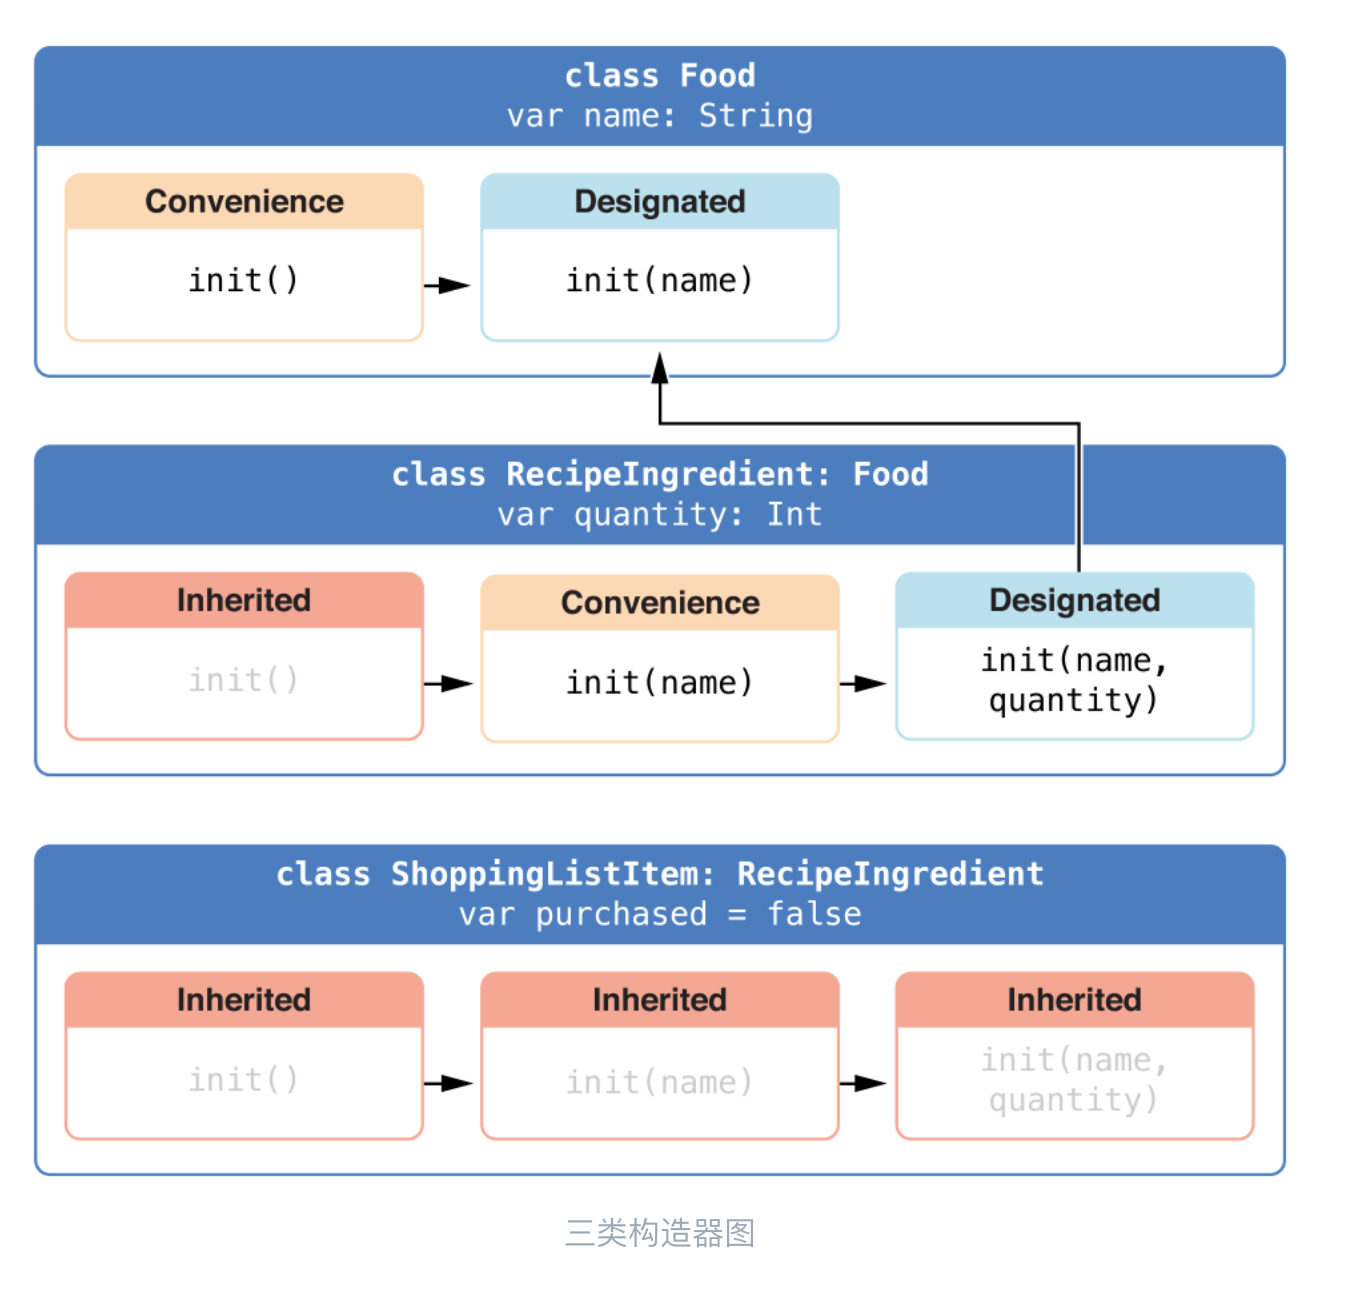 class Food
var name: String
Convenience
init()
Designated
init(name)
class RecipeIngredient: Food
var quantity: Int
Inherited
init()
Convenience
init(name)
Designated
init(name,
quantity)
class ShoppingListItem: RecipeIngredient
var purchased = false
Inherited
init()
Inherited
init(name)
Inherited
init(name,
quantity)
三类构造器图